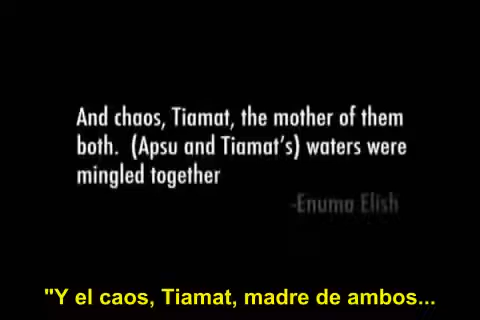 And chaos, Tiamat, the mother of them
both.  (Apsu and Tiamat's) waters were
mingled together
-Enuma Elish
"Y el caos, Tiamat, madre de ambos...